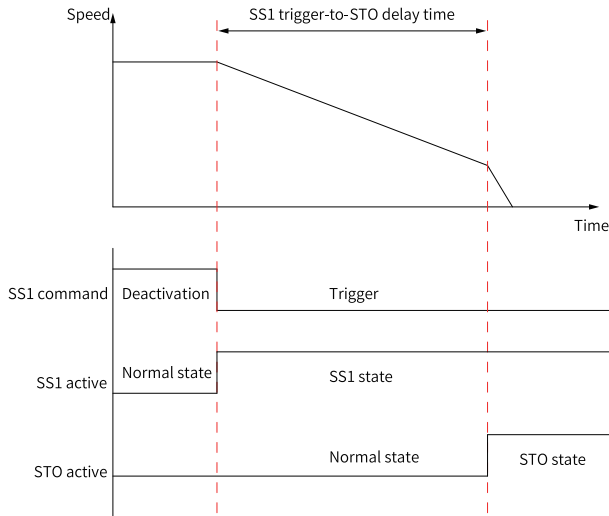 Speed
SS1 trigger-to-STO delay time
Time
SS1 command
Deactivation
Trigger
Normal state
SS1 state
SS1 active
Normal state
STO state
STO active